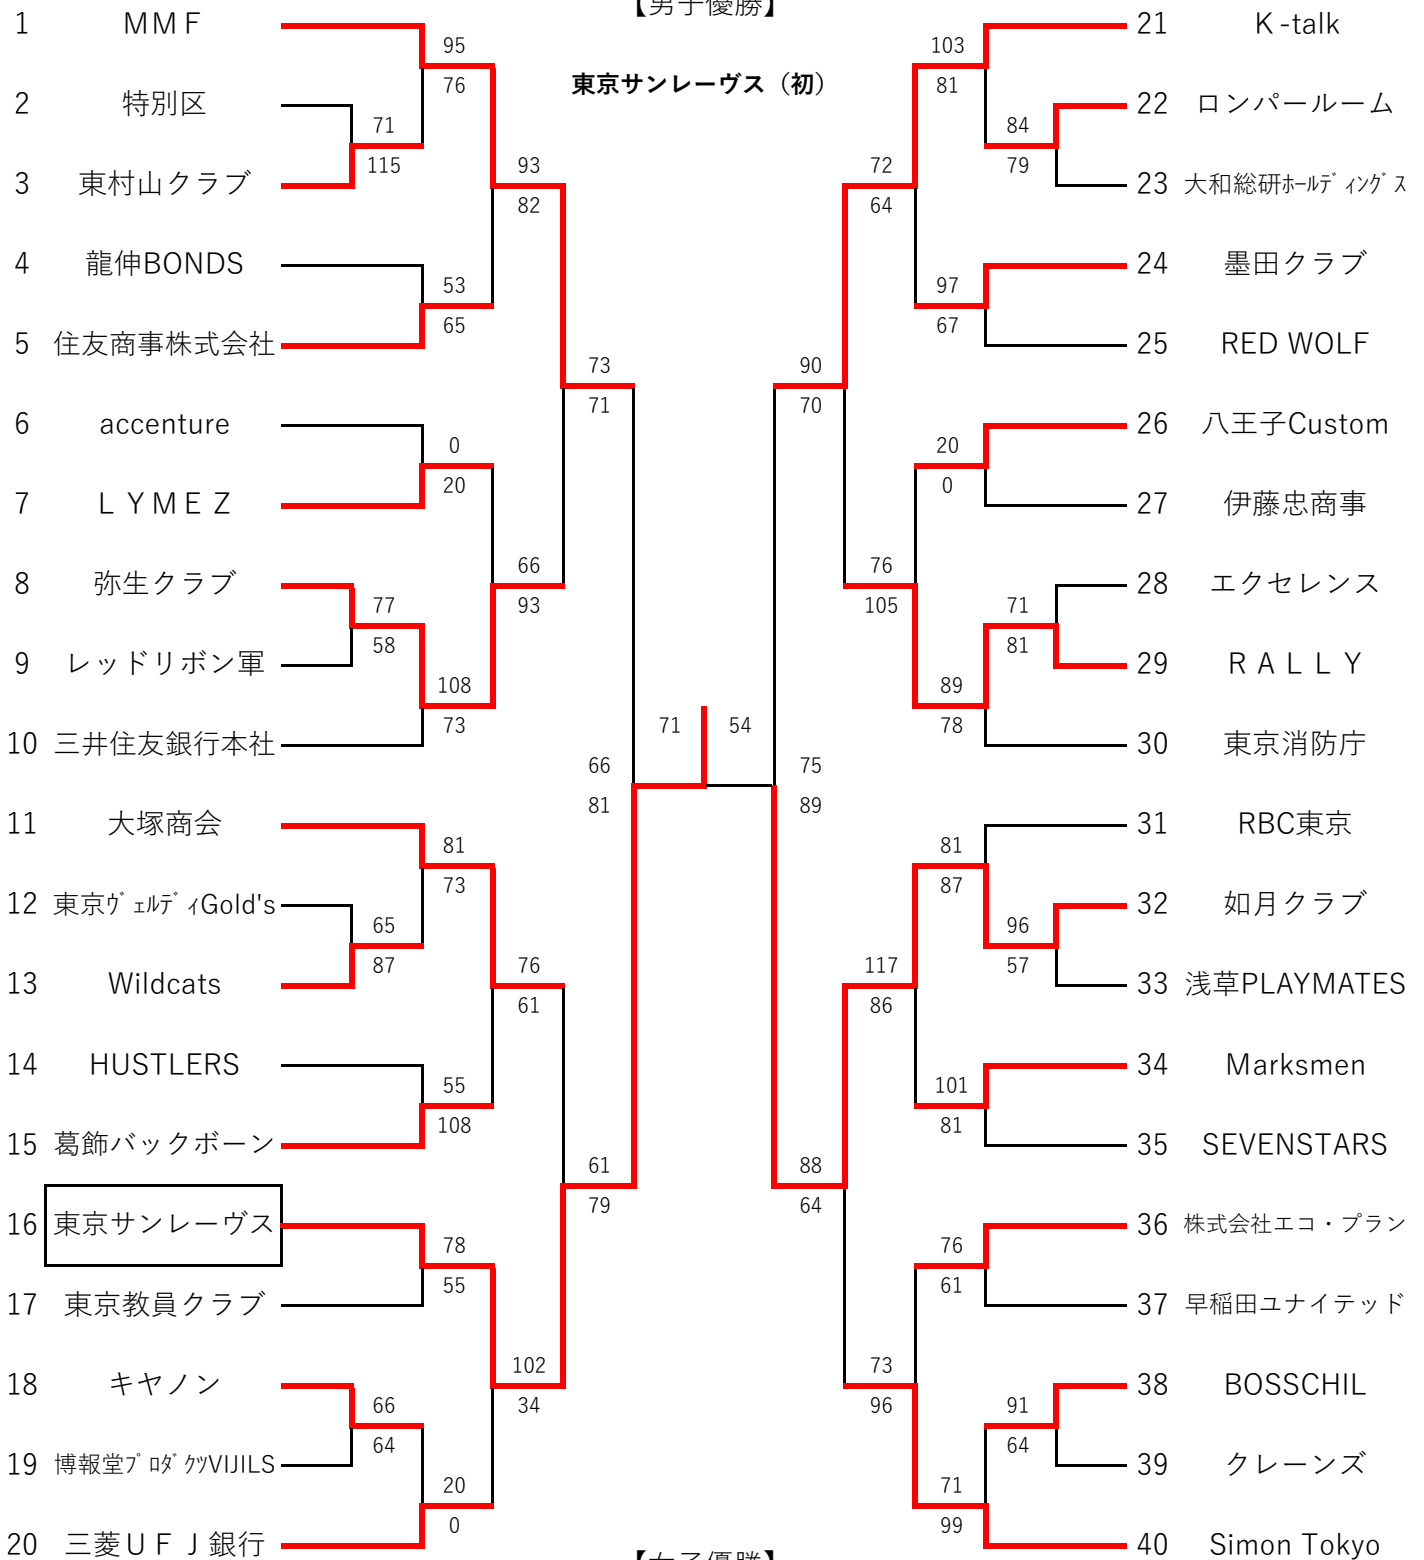 【男子優勝】
東京サンレーヴス（初）
1 ＭＭＦ
2 特別区
3 東村山クラブ
4 龍伸BONDS
5 住友商事株式会社
6 accenture
7 ＬＹＭＥＺ
8 弥生クラブ
9 レッドリボン軍
10 三井住友銀行本社
11 大塚商会
12 東京ｳﾞｪﾙﾃﾞｨGold's
13 Wildcats
14 HUSTLERS
15 葛飾バックボーン
16 東京サンレーヴス
17 東京教員クラブ
18 キヤノン
19 博報堂ﾌﾟﾛﾀﾞｸﾂVIJILS
20 三菱ＵＦＪ銀行
95
76
71
115
93
82
53
65
73
71
0
20
66
93
77
58
108
73
66
81
81
73
65
87
76
61
55
108
61
79
78
55
102
34
66
64
20
0
71 54
103
81
84
79
72
64
97
67
90
70
20
0
76
105
71
81
89
78
75
89
81
87
96
57
117
86
101
81
88
64
76
61
73
96
91
64
71
99
21 K-talk
22 ロンパールーム
23 大和総研ﾎｰﾙﾃﾞｨﾝｸﾞｽ
24 墨田クラブ
25 RED WOLF
26 八王子Custom
27 伊藤忠商事
28 エクセレンス
29 ＲＡＬＬＹ
30 東京消防庁
31 RBC東京
32 如月クラブ
33 浅草PLAYMATES
34 Marksmen
35 SEVENSTARS
36 株式会社エコ・プラン
37 早稲田ユナイテッド
38 BOSSCHIL
39 クレーンズ
40 Simon Tokyo
【女子優勝】